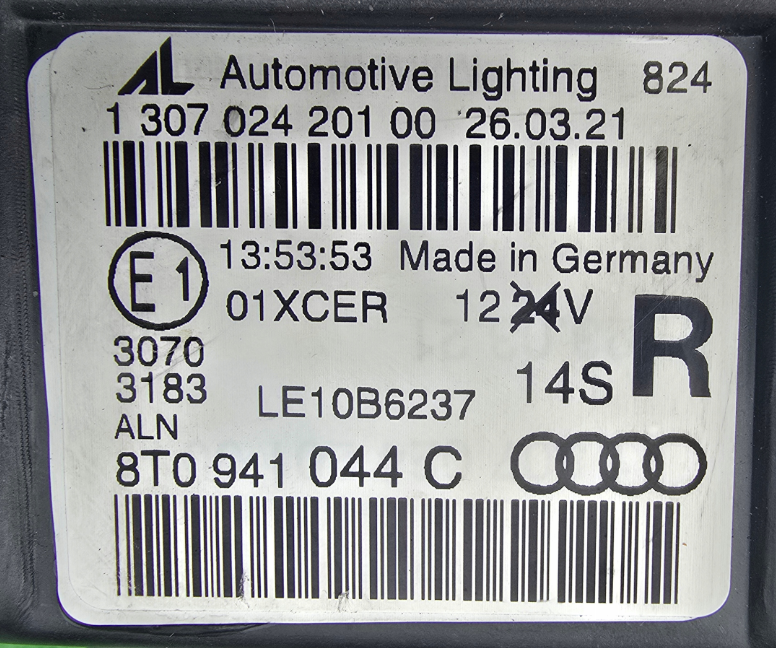 AL Automotive Lighting 824
1 307 024 201 00 26.03.21
E1 13:53:53 Made in Germany
01XCER 12 24V R
3070
3183 LE10B6237 14S
ALN
8T0 941 044 C